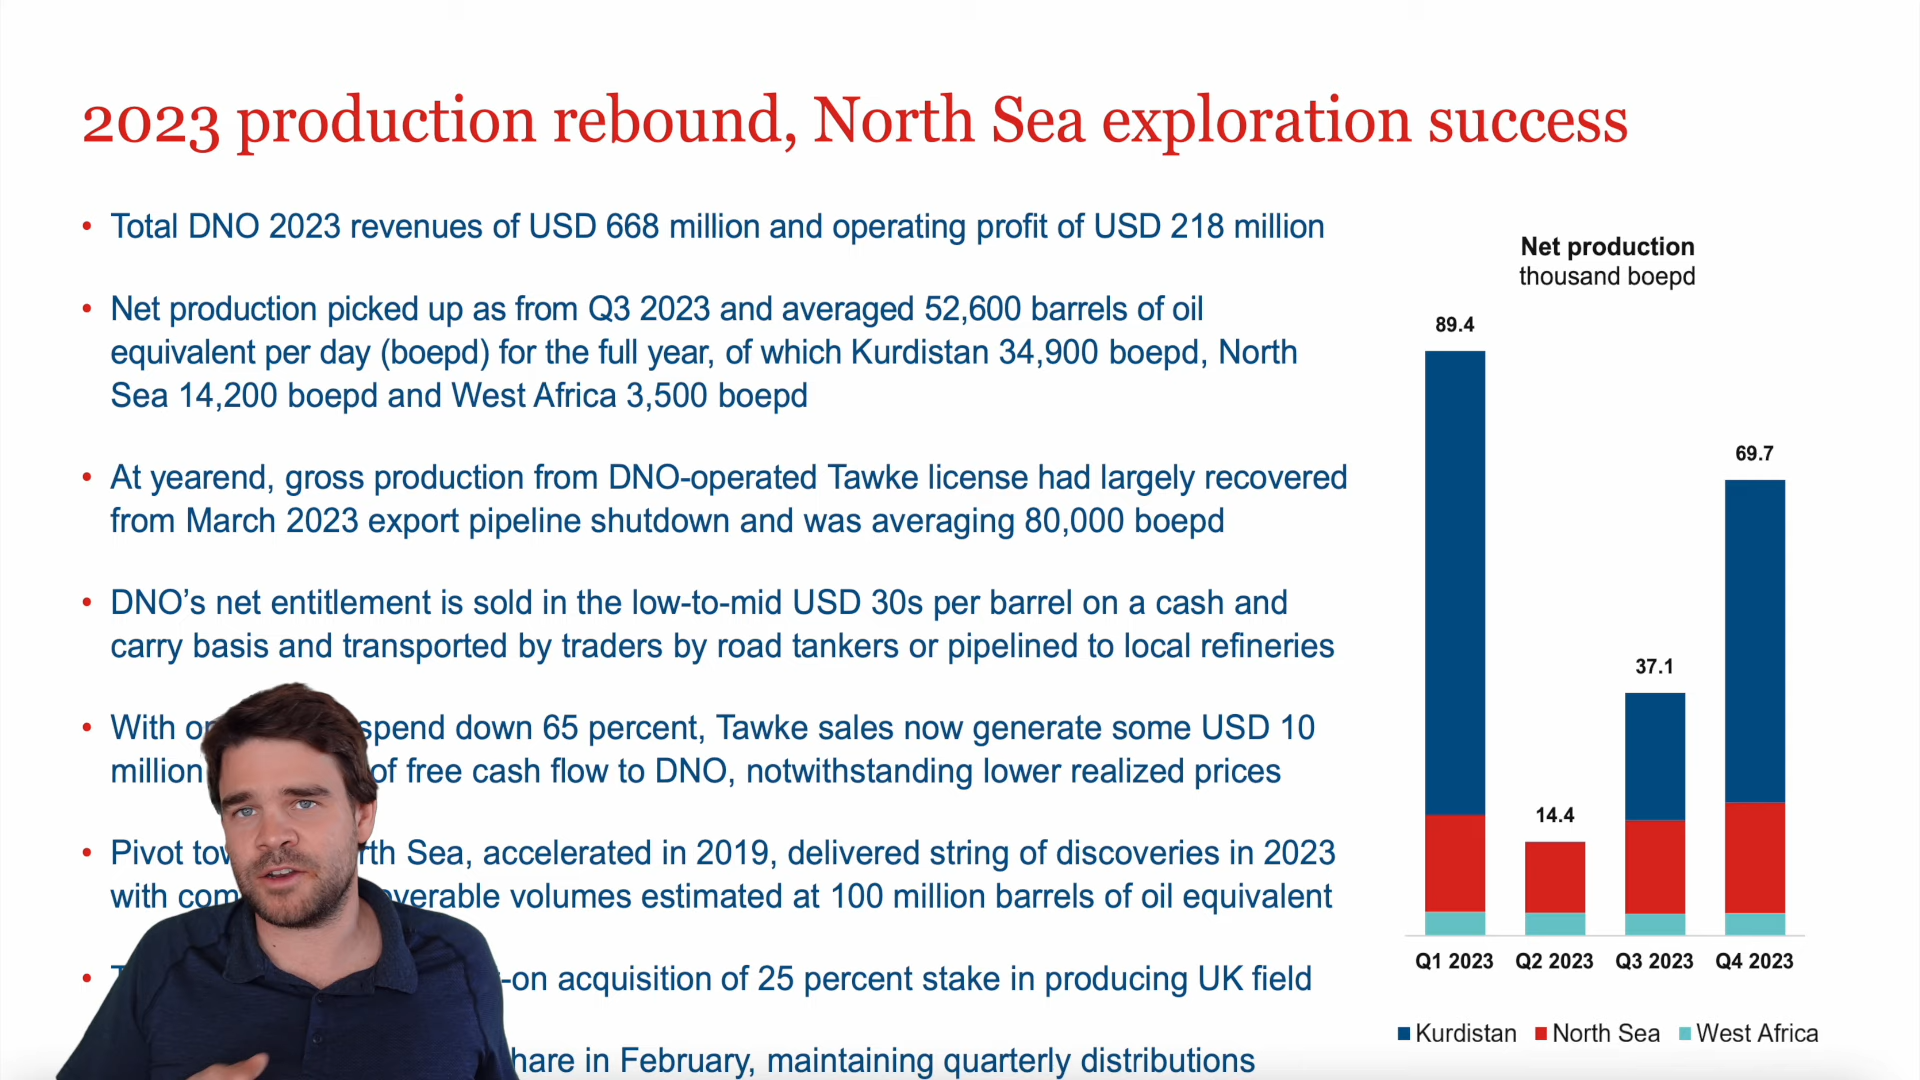 2023 production rebound, North Sea exploration success
• Total DNO 2023 revenues of USD 668 million and operating profit of USD 218 million
• Net production picked up as from Q3 2023 and averaged 52,600 barrels of oil
equivalent per day (boepd) for the full year, of which Kurdistan 34,900 boepd, North
Sea 14,200 boepd and West Africa 3,500 boepd
• At yearend, gross production from DNO-operated Tawke license had largely recovered
from March 2023 export pipeline shutdown and was averaging 80,000 boepd
• DNO’s net entitlement is sold in the low-to-mid USD 30s per barrel on a cash and
carry basis and transported by traders by road tankers or pipelined to local refineries
• With spend down 65 percent, Tawke sales now generate some USD 10
million of free cash flow to DNO, notwithstanding lower realized prices
• Pivot Sea, accelerated in 2019, delivered string of discoveries in 2023
with volumes estimated at 100 million barrels of oil equivalent
• -on acquisition of 25 percent stake in producing UK field
in February, maintaining quarterly distributions
Net production
thousand boepd
89.4
14.4
37.1
69.7
Q1 2023 Q2 2023 Q3 2023 Q4 2023
Kurdistan North Sea West Africa